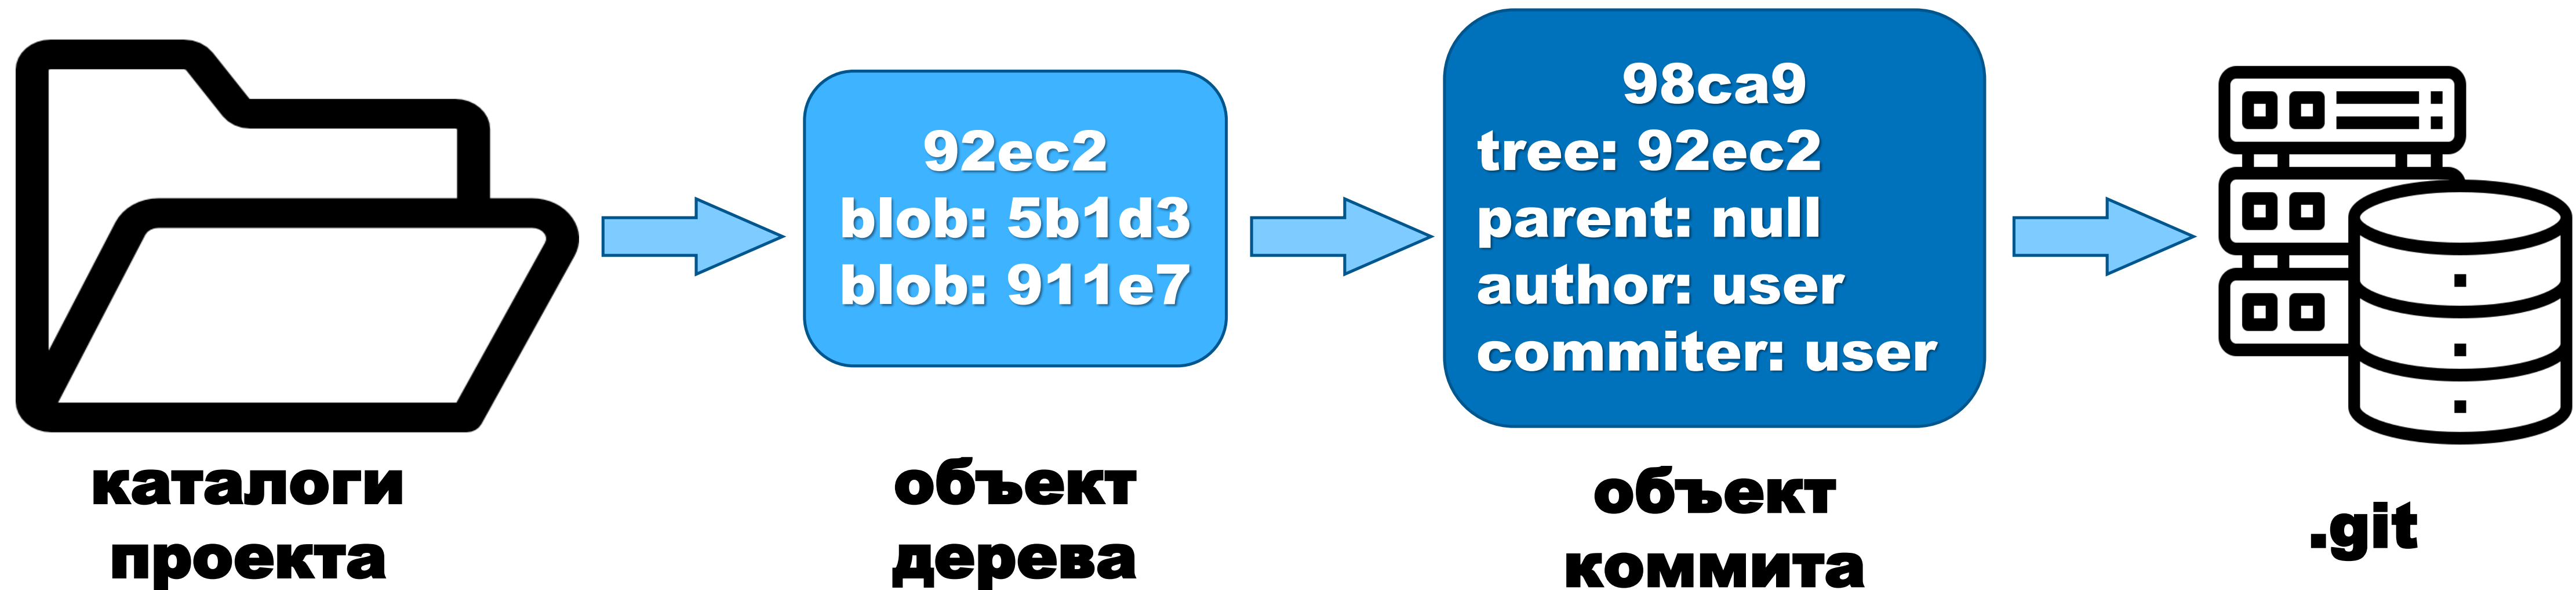 92ec2
blob: 5b1d3
blob: 911e7
98ca9
tree: 92ec2
parent: null
author: user
commiter: user
каталоги
проекта
объект
дерева
объект
коммита
.git